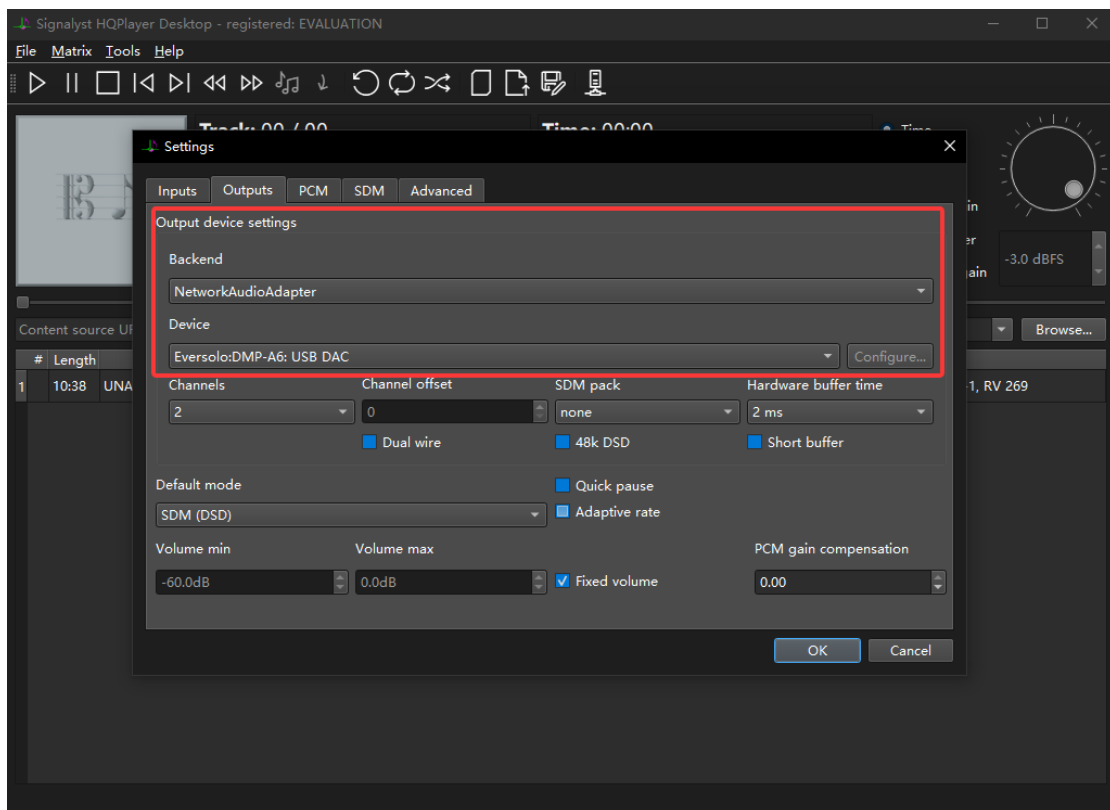 Signalyst HQPlayer Desktop - registered: EVALUATION
File Matrix Tools Help
Track: 00 / 00 Time: 00:00 Time
Settings
Inputs Outputs PCM SDM Advanced
Output device settings
in
Backend
er
-3.0 dBFS
ain
NetworkAudioAdapter
Device
Content source UR Browse...
Eversolo:DMP-A6: USB DAC Configure...
# Length
1 10:38 UNA -1, RV 269
Channels Channel offset SDM pack Hardware buffer time
2 0 none 2 ms
Dual wire 48k DSD Short buffer
Default mode Quick pause
SDM (DSD) Adaptive rate
Volume min Volume max PCM gain compensation
-60.0dB 0.0dB Fixed volume 0.00
OK Cancel